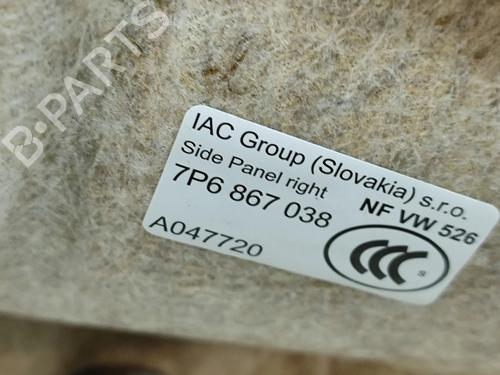 B-PARTS
IAC Group (Slovakia) s.r.o.
Side Panel right
7P6 867 038 NF VW 526
A047720
CCC S